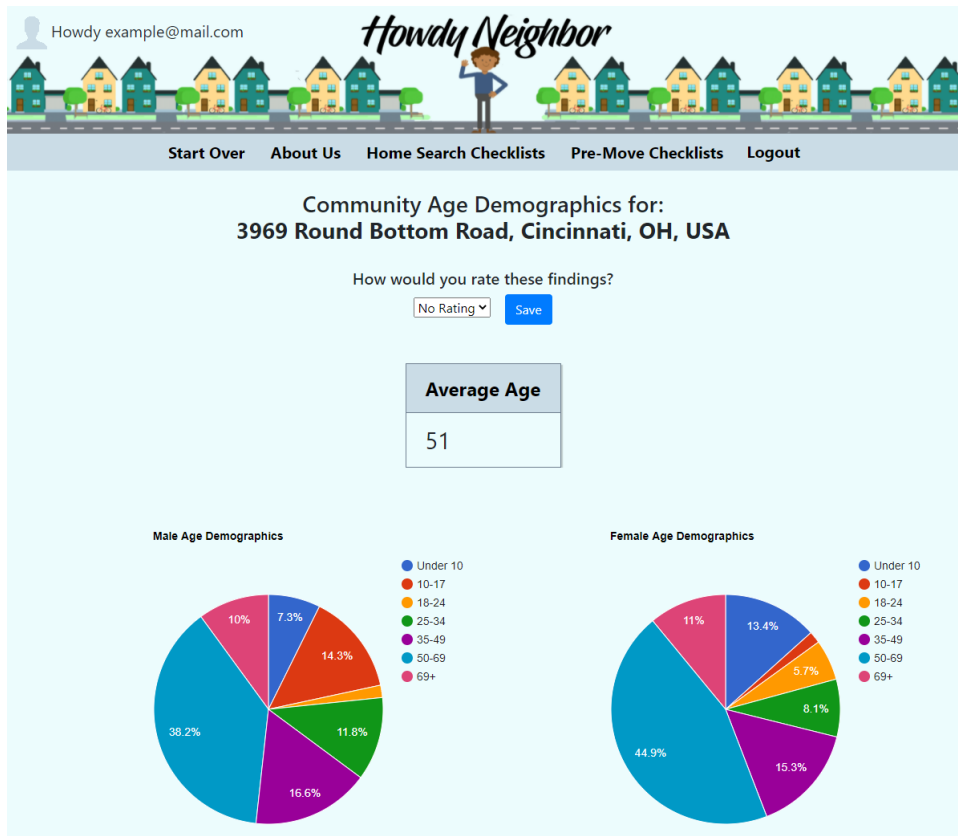 Howdy example@mail.com
Howdy Neighbor
Start Over About Us Home Search Checklists Pre-Move Checklists Logout
Community Age Demographics for:
3969 Round Bottom Road, Cincinnati, OH, USA
How would you rate these findings?
No Rating Save
Average Age
51
Male Age Demographics
Under 10
10-17
18-24
25-34
35-49
50-69
69+
7.3%
14.3%
11.8%
16.6%
38.2%
10%
Female Age Demographics
Under 10
10-17
18-24
25-34
35-49
50-69
69+
13.4%
5.7%
8.1%
15.3%
44.9%
11%